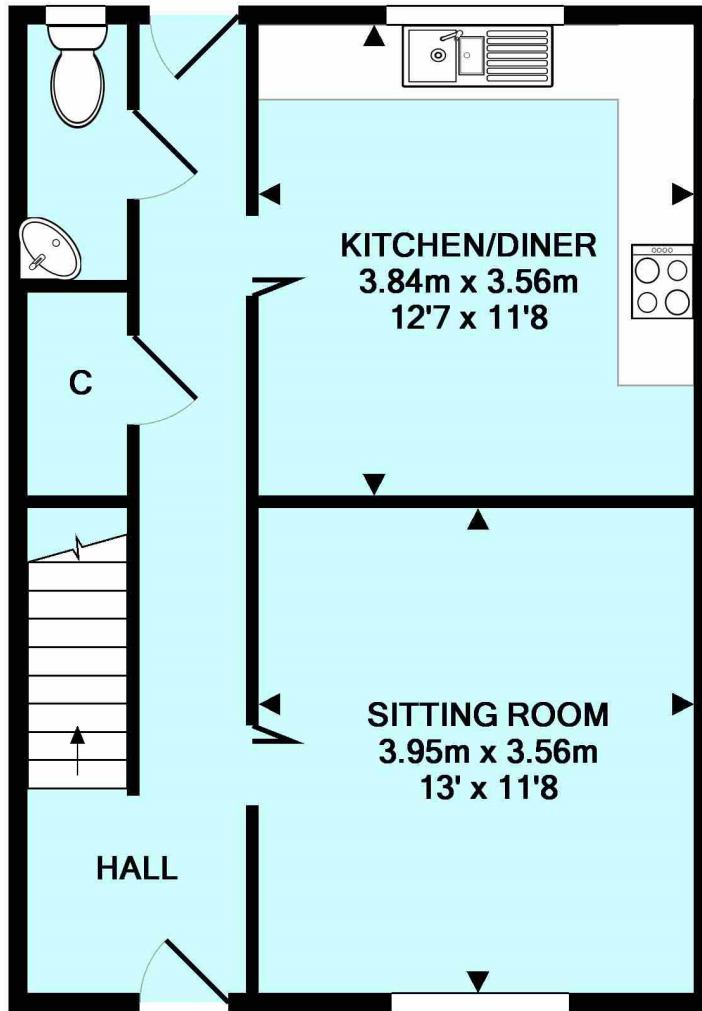 KITCHEN/DINER
3.84m x 3.56m
12'7 x 11'8
C
SITTING ROOM
3.95m x 3.56m
13' x 11'8
HALL